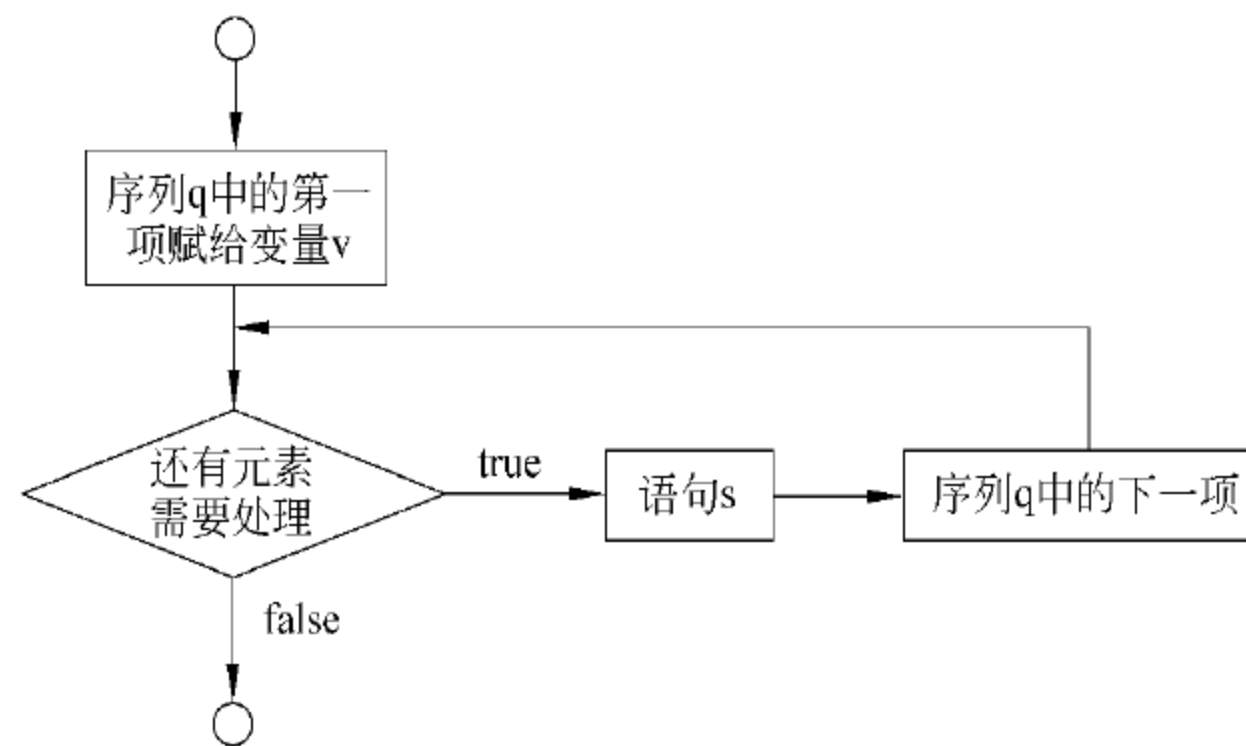 序列q中的第一
项赋给变量v
还有元素
需要处理
true
语句s
序列q中的下一项
false